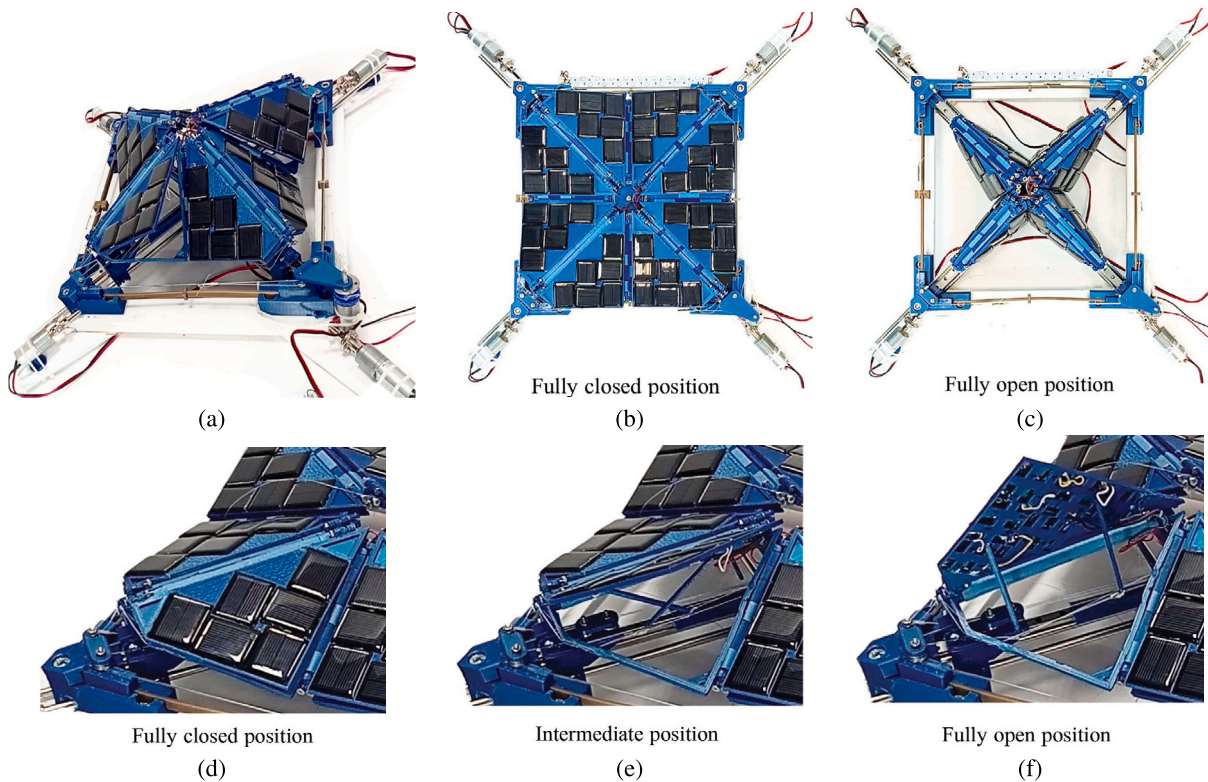 (a)
Fully closed position
(b)
Fully open position
(c)
Fully closed position
(d)
Intermediate position
(e)
Fully open position
(f)